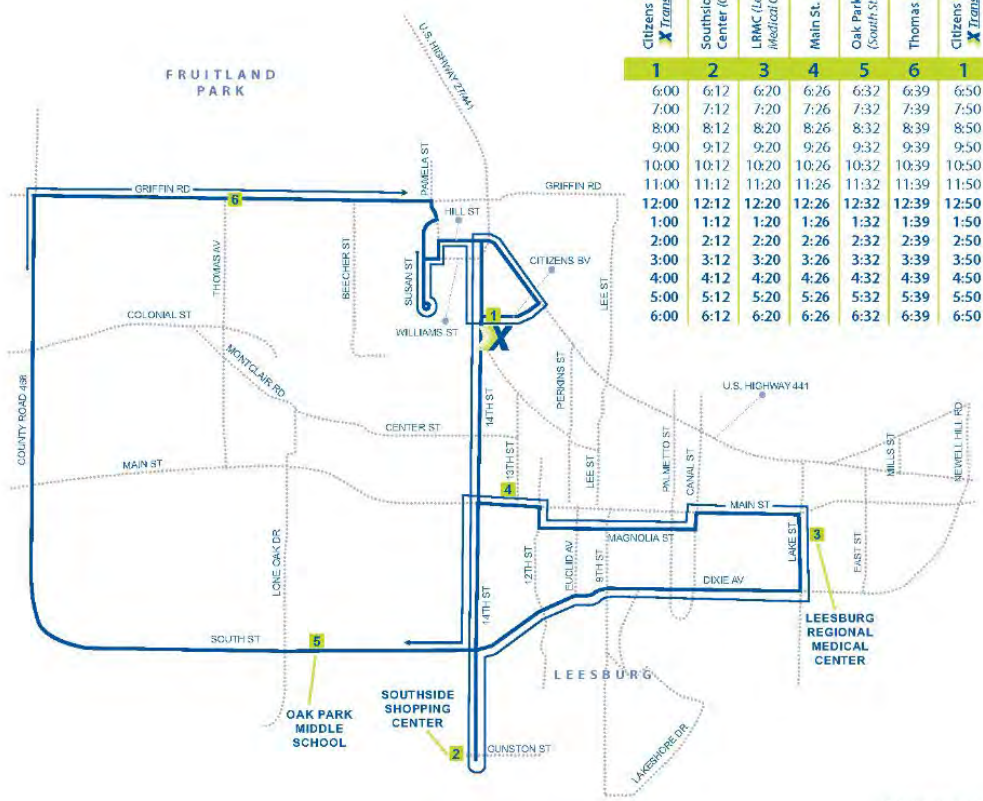 Citizens
X Trans
Southside
Center (G
LRMC (Le
Medical C
Main St.
Oak Park
(South St
Thomas
Citizens
X Trans
1 2 3 4 5 6 1
6:00 6:12 6:20 6:26 6:32 6:39 6:50
7:00 7:12 7:20 7:26 7:32 7:39 7:50
8:00 8:12 8:20 8:26 8:32 8:39 8:50
9:00 9:12 9:20 9:26 9:32 9:39 9:50
10:00 10:12 10:20 10:26 10:32 10:39 10:50
11:00 11:12 11:20 11:26 11:32 11:39 11:50
12:00 12:12 12:20 12:26 12:32 12:39 12:50
1:00 1:12 1:20 1:26 1:32 1:39 1:50
2:00 2:12 2:20 2:26 2:32 2:39 2:50
3:00 3:12 3:20 3:26 3:32 3:39 3:50
4:00 4:12 4:20 4:26 4:32 4:39 4:50
5:00 5:12 5:20 5:26 5:32 5:39 5:50
6:00 6:12 6:20 6:26 6:32 6:39 6:50
U.S. HIGHWAY 27/441
FRUITLAND
PARK
PAMELA ST
GRIFFIN RD
GRIFFIN RD
6
HILL ST
THOMAS AV
BEECHER ST
SUSAN ST
CITIZENS BV
LEE ST
COLONIAL ST
WILLIAMS ST
1
X
MONTCLAIR RD
PERKINS ST
U.S. HIGHWAY 441
COUNTY ROAD 468
14TH ST
CENTER ST
13TH ST
LEE ST
PALMETTO ST
CANAL ST
MILLS ST
NEWELL HILL RD
MAIN ST
4
MAIN ST
MAGNOLIA ST
LAKE ST
3
LONE OAK DR
12TH ST
EUCLID AV
9TH ST
EAST ST
14TH ST
DIXIE AV
SOUTH ST
5
LEESBURG
REGIONAL
MEDICAL
CENTER
LEESBURG
OAK PARK
MIDDLE
SCHOOL
SOUTHSIDE
SHOPPING
CENTER
2
GUNSTON ST
LAKESHORE DR